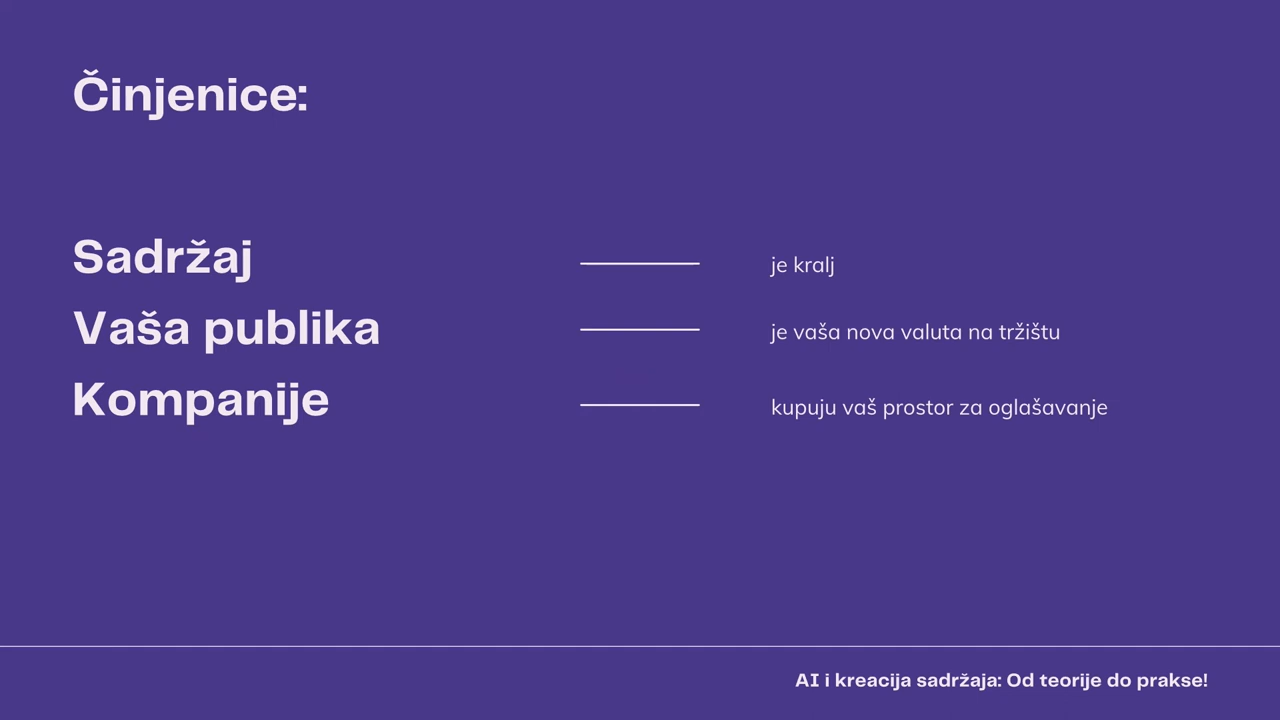 Činjenice:
Sadržaj je kralj
Vaša publika je vaša nova valuta na tržištu
Kompanije kupuju vaš prostor za oglašavanje
AI i kreacija sadržaja: Od teorije do prakse!